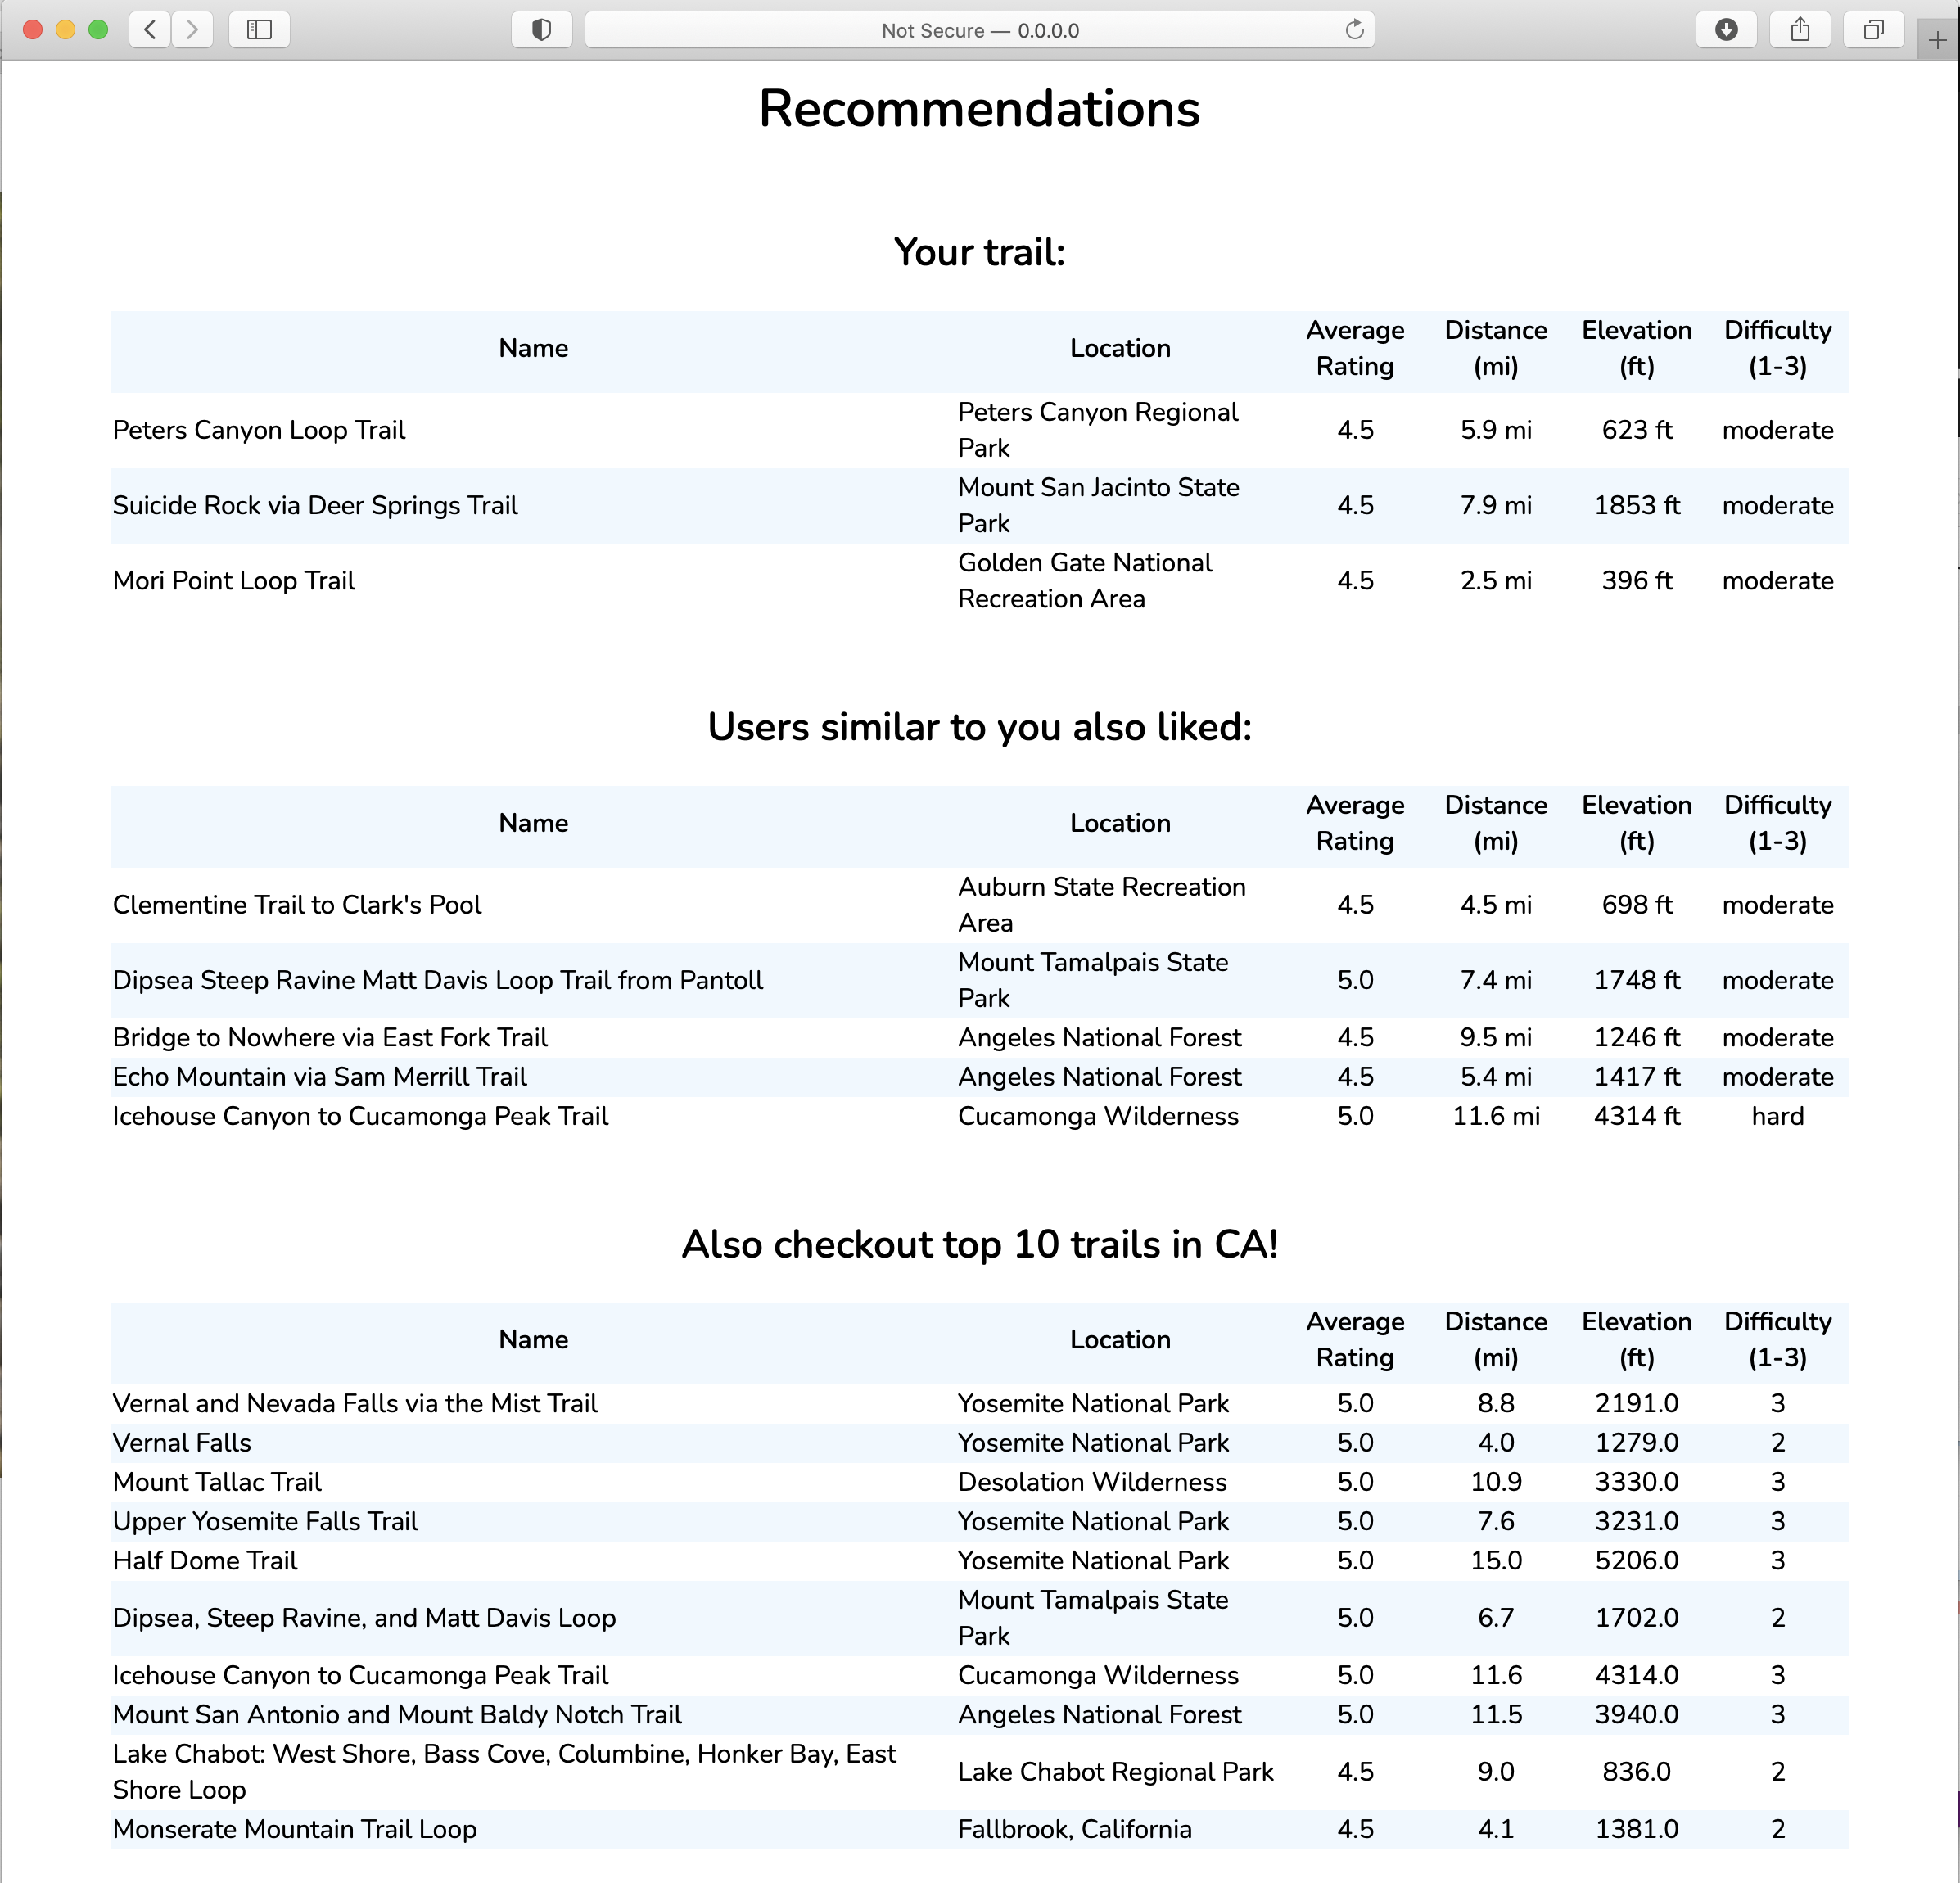 Not Secure — 0.0.0.0
Recommendations
Your trail:
Name Location Average Rating Distance (mi) Elevation (ft) Difficulty (1-3)
Peters Canyon Loop Trail Peters Canyon Regional Park 4.5 5.9 mi 623 ft moderate
Suicide Rock via Deer Springs Trail Mount San Jacinto State Park 4.5 7.9 mi 1853 ft moderate
Mori Point Loop Trail Golden Gate National Recreation Area 4.5 2.5 mi 396 ft moderate
Users similar to you also liked:
Name Location Average Rating Distance (mi) Elevation (ft) Difficulty (1-3)
Clementine Trail to Clark's Pool Auburn State Recreation Area 4.5 4.5 mi 698 ft moderate
Dipsea Steep Ravine Matt Davis Loop Trail from Pantoll Mount Tamalpais State Park 5.0 7.4 mi 1748 ft moderate
Bridge to Nowhere via East Fork Trail Angeles National Forest 4.5 9.5 mi 1246 ft moderate
Echo Mountain via Sam Merrill Trail Angeles National Forest 4.5 5.4 mi 1417 ft moderate
Icehouse Canyon to Cucamonga Peak Trail Cucamonga Wilderness 5.0 11.6 mi 4314 ft hard
Also checkout top 10 trails in CA!
Name Location Average Rating Distance (mi) Elevation (ft) Difficulty (1-3)
Vernal and Nevada Falls via the Mist Trail Yosemite National Park 5.0 8.8 2191.0 3
Vernal Falls Yosemite National Park 5.0 4.0 1279.0 2
Mount Tallac Trail Desolation Wilderness 5.0 10.9 3330.0 3
Upper Yosemite Falls Trail Yosemite National Park 5.0 7.6 3231.0 3
Half Dome Trail Yosemite National Park 5.0 15.0 5206.0 3
Dipsea, Steep Ravine, and Matt Davis Loop Mount Tamalpais State Park 5.0 6.7 1702.0 2
Icehouse Canyon to Cucamonga Peak Trail Cucamonga Wilderness 5.0 11.6 4314.0 3
Mount San Antonio and Mount Baldy Notch Trail Angeles National Forest 5.0 11.5 3940.0 3
Lake Chabot: West Shore, Bass Cove, Columbine, Honker Bay, East Shore Loop Lake Chabot Regional Park 4.5 9.0 836.0 2
Monserate Mountain Trail Loop Fallbrook, California 4.5 4.1 1381.0 2